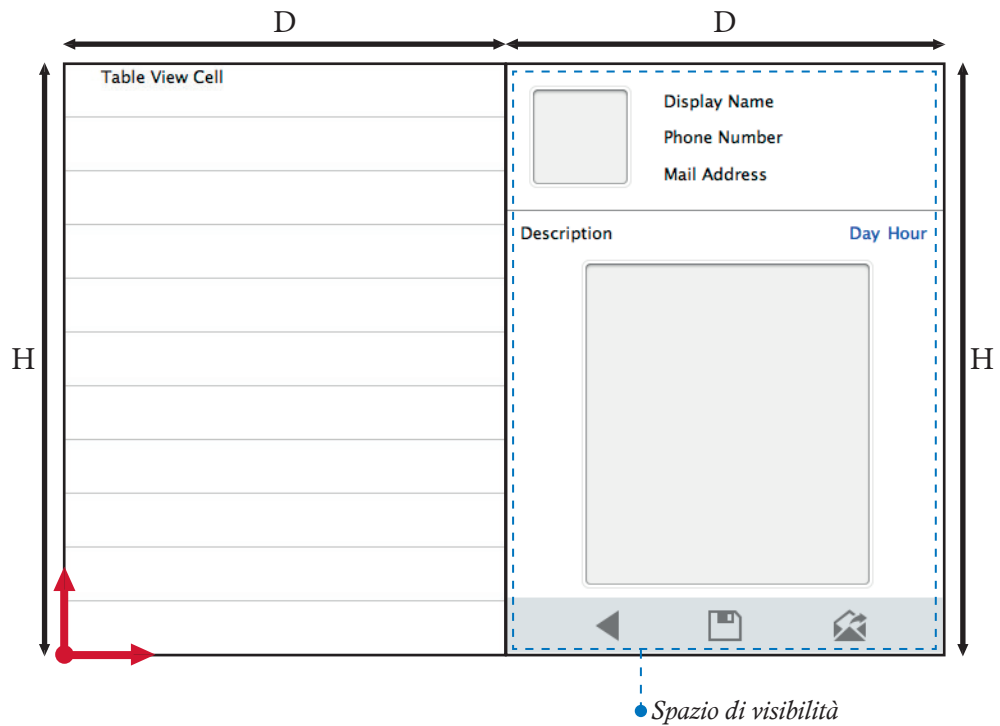 D
D
Table View Cell
Display Name
Phone Number
Mail Address
Description
Day Hour
H
H
Spazio di visibilità